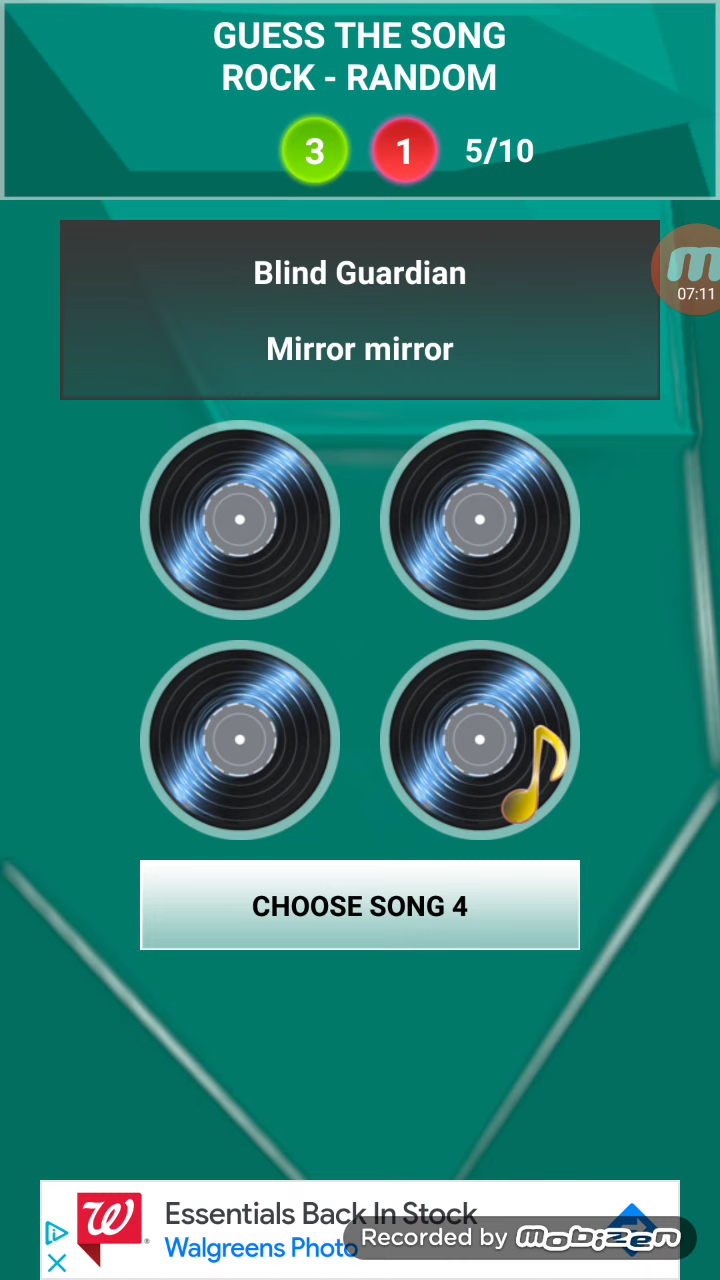 GUESS THE SONG
ROCK - RANDOM
3 1 5/10
Blind Guardian
07:11
Mirror mirror
CHOOSE SONG 4
Essentials Back In Stock
Walgreens Photo
Recorded by mobizen